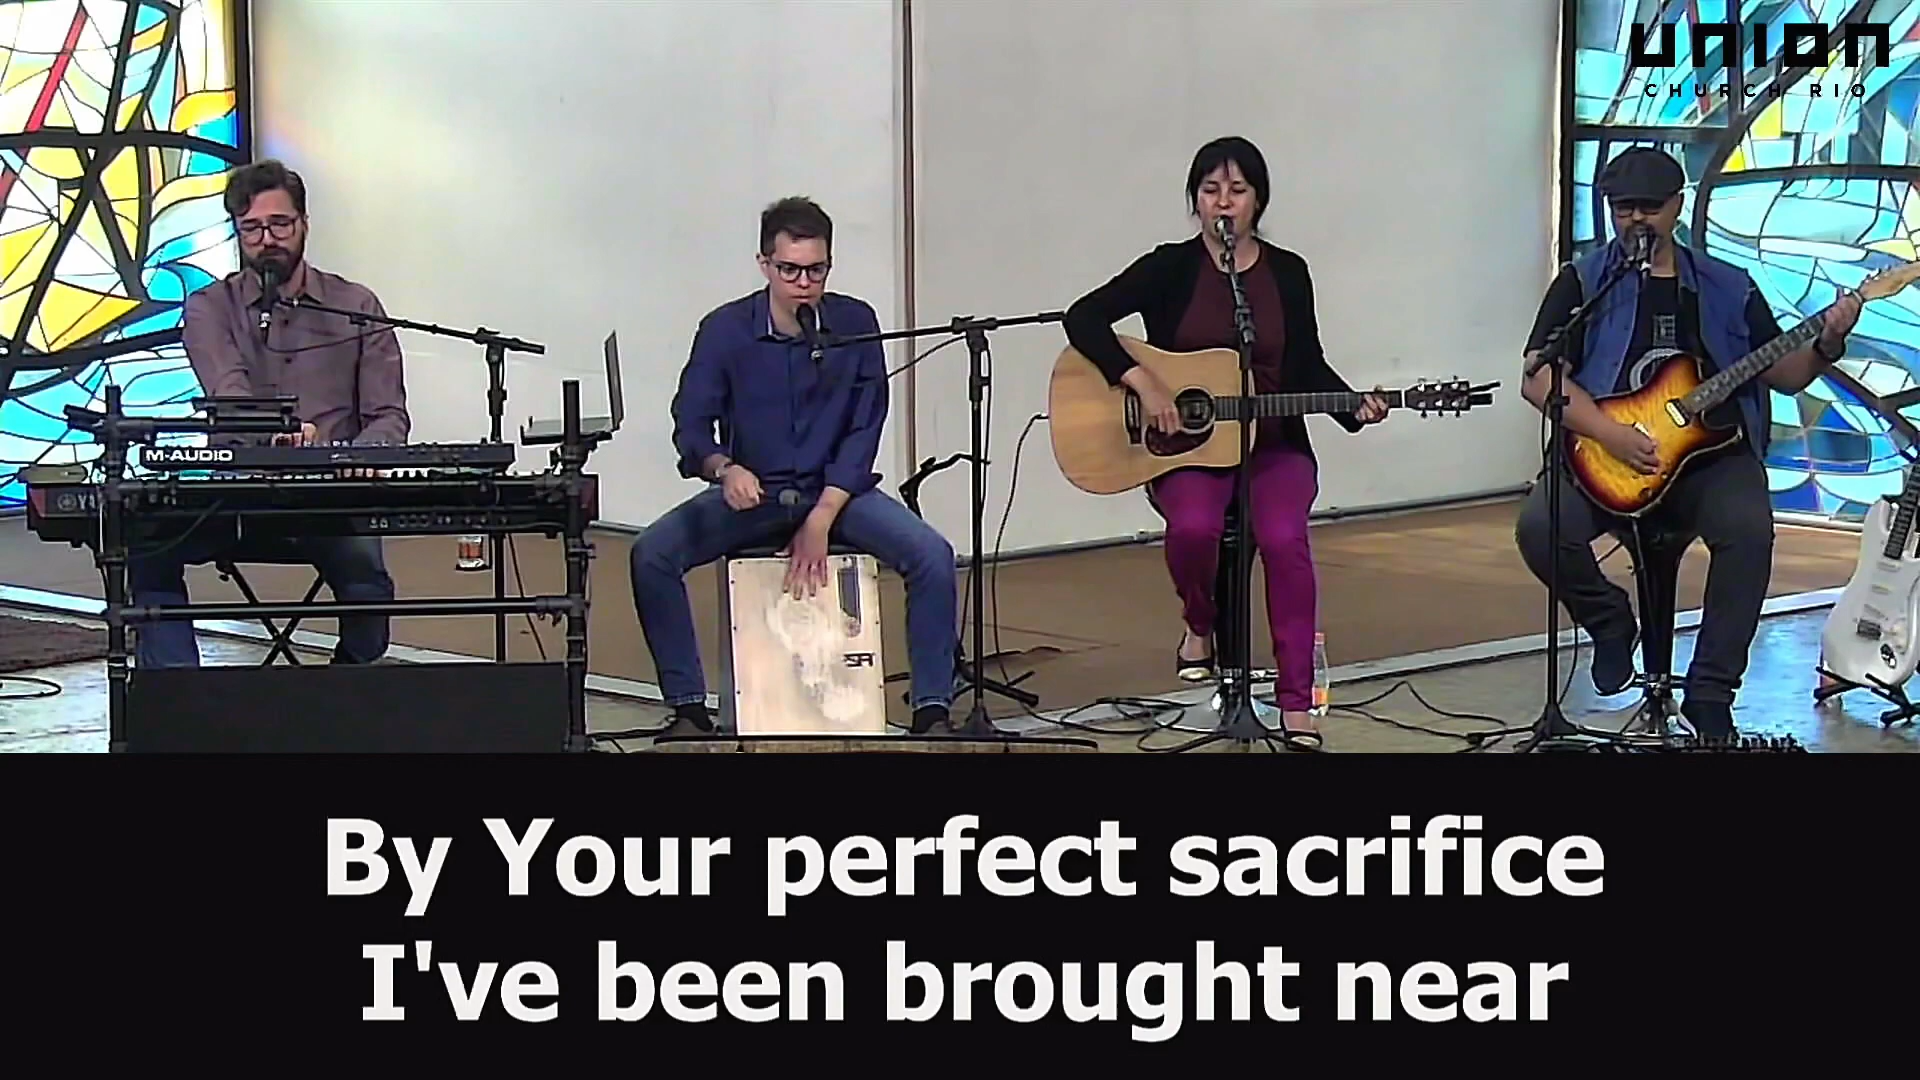 UNION
CHURCH RIO
M-AUDIO
By Your perfect sacrifice
I've been brought near